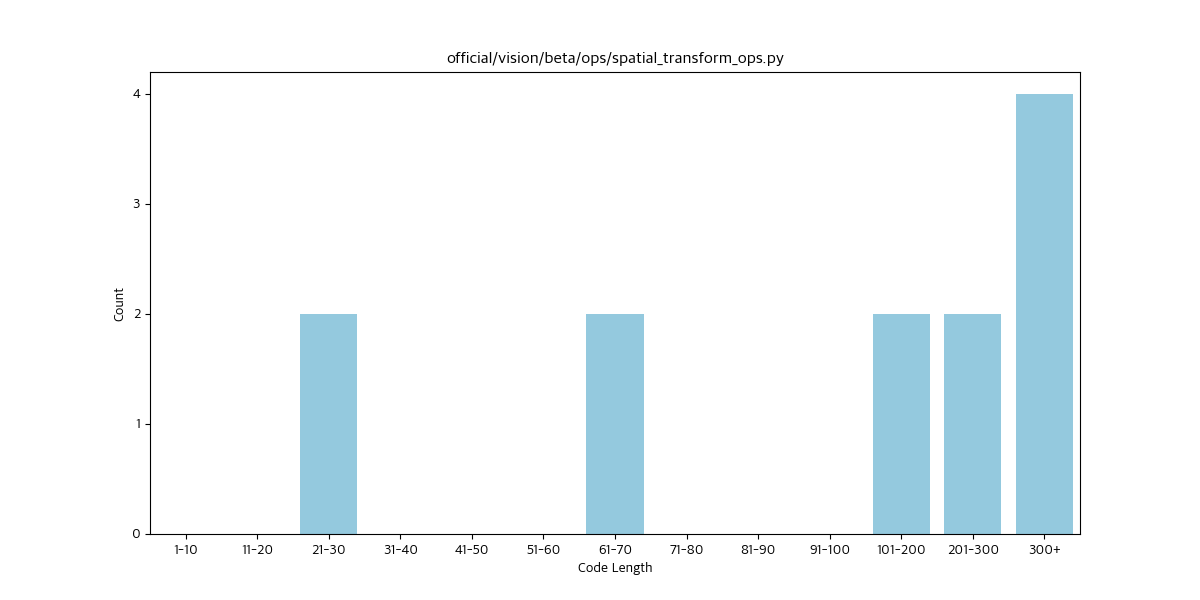 official/vision/beta/ops/spatial_transform_ops.py
4
3
2
1
0
Count
1-10 11-20 21-30 31-40 41-50 51-60 61-70 71-80 81-90 91-100 101-200 201-300 300+
Code Length